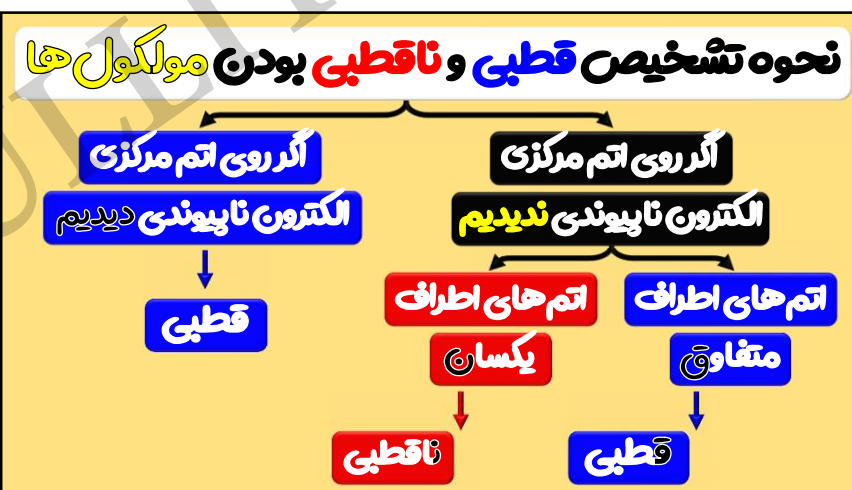 نحوه تشخیص قطبی و ناقطبی بودن مولکول ها
اگر روی اتم مرکزی
الکترون ناپیوندی ندیدیم
اتم های اطراف
متفاوق
قطبی
اتم های اطراف
یکسان
ناقطبی
اگر روی اتم مرکزی
الکترون ناپیوندی دیدیم
قطبی